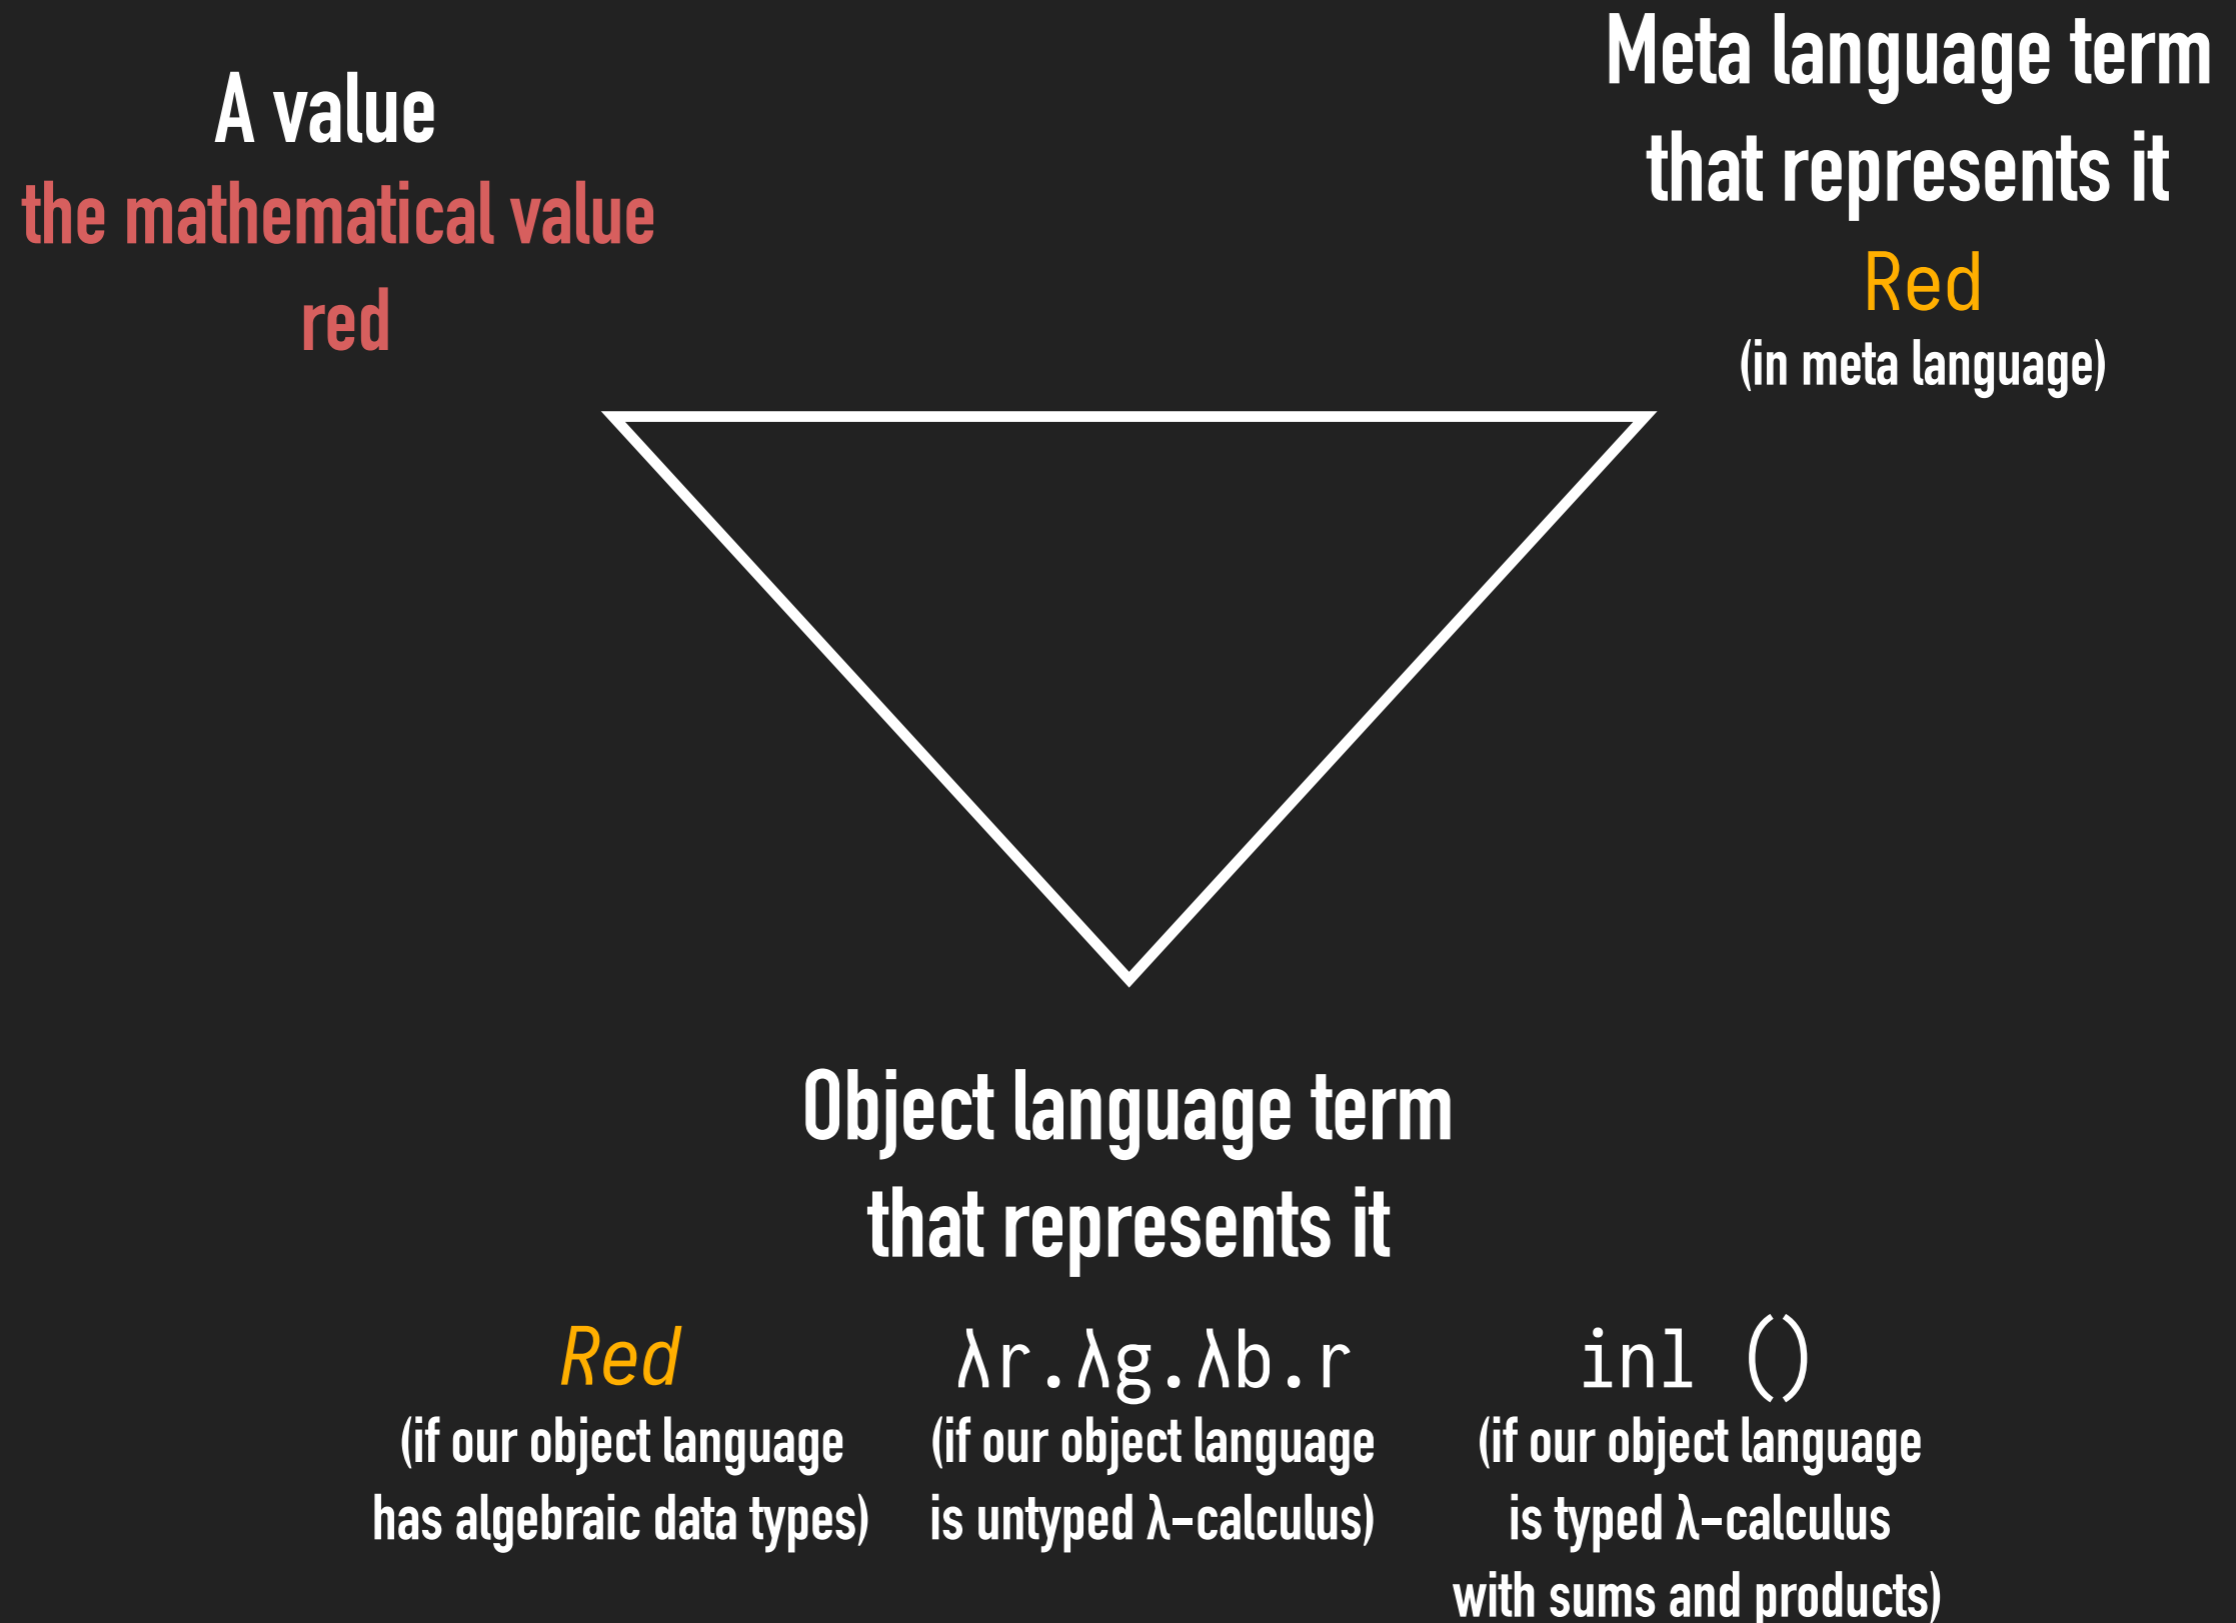 A value
the mathematical value
red
Meta language term
that represents it
Red
(in meta language)
Object language term
that represents it
Red
(if our object language
has algebraic data types)
λr.λg.λb.r
(if our object language
is untyped λ-calculus)
inl ()
(if our object language
is typed λ-calculus
with sums and products)